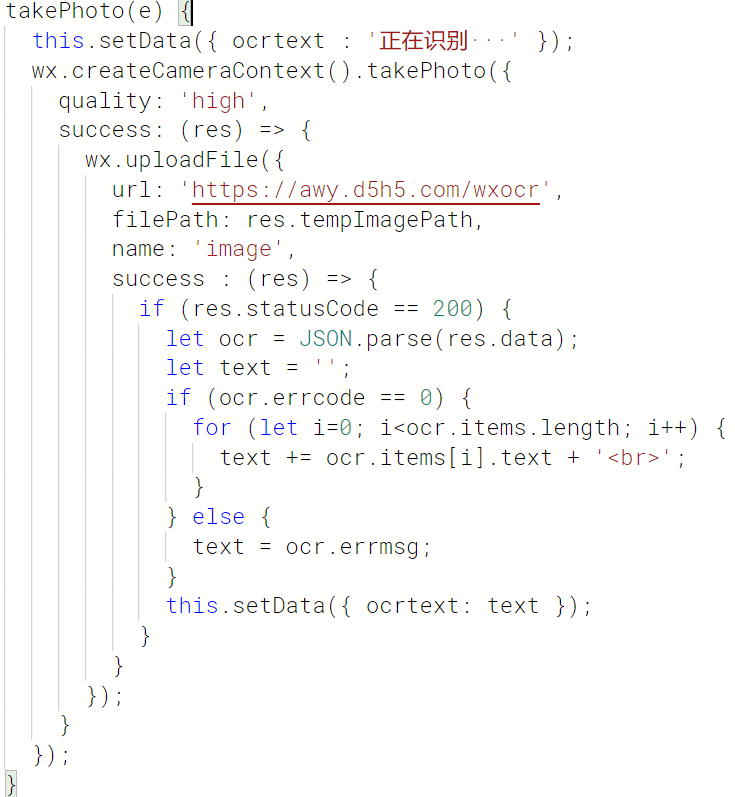 takePhoto(e) {
this.setData({ ocrtext : '正在识别···' });
wx.createCameraContext().takePhoto({
quality: 'high',
success: (res) => {
wx.uploadFile({
url: 'https://awy.d5h5.com/wxocr',
filePath: res.tempImagePath,
name: 'image',
success : (res) => {
if (res.statusCode == 200) {
let ocr = JSON.parse(res.data);
let text = '';
if (ocr.errcode == 0) {
for (let i=0; i<ocr.items.length; i++) {
text += ocr.items[i].text + '<br>';
}
} else {
text = ocr.errmsg;
}
this.setData({ ocrtext: text });
}
}
});
}
});
}